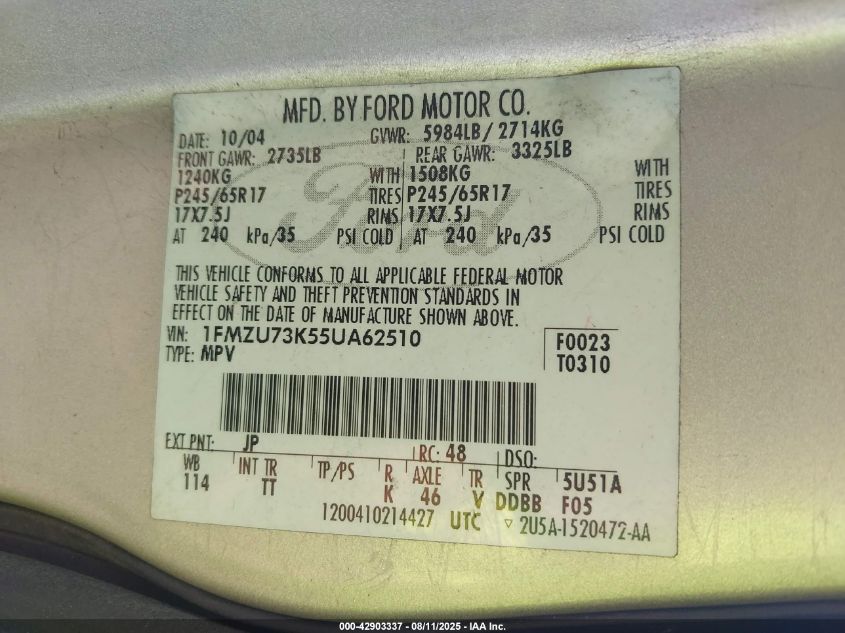 MFD. BY FORD MOTOR CO.
DATE: 10/04 GVWR: 5984LB/ 2714KG
FRONT GAWR: 2735LB REAR GAWR: 3325LB
1240KG WITH 1508KG WITH
P245/65R17 TIRES P245/65R17 TIRES
17X7.5J RIMS 17X7.5J RIMS
AT 240 kPa/35 PSI COLD AT 240 kPa/35 PSI COLD
Ford
THIS VEHICLE CONFORMS TO ALL APPLICABLE FEDERAL MOTOR
VEHICLE SAFETY AND THEFT PREVENTION STANDARDS IN
EFFECT ON THE DATE OF MANUFACTURE SHOWN ABOVE.
VIN: 1FMZU73K55UA62510 F0023
TYPE: MPV T0310
EXT PNT: JP RC: 48 DSO:
WB INT TR TP/PS R AXLE TR SPR 5U51A
114 TT K 46 V DDBB F05
1200410214427 UTC ▿ 2U5A-1520472-AA
000-42903337 - 08/11/2025 - IAA Inc.